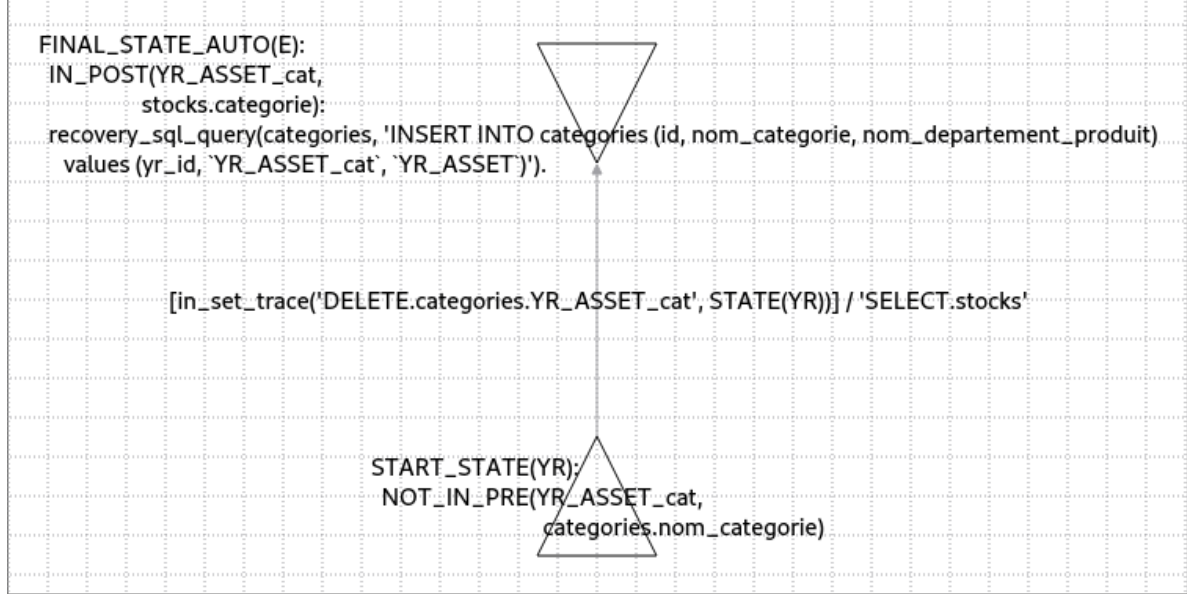 FINAL_STATE_AUTO(E):
IN_POST(YR_ASSET_cat,
stocks.categorie):
recovery_sql_query(categories, 'INSERT INTO categories (id, nom_categorie, nom_departement_produit)
values (yr_id, `YR_ASSET_cat`, `YR_ASSET`)').
[in_set_trace('DELETE.categories.YR_ASSET_cat', STATE(YR))] / 'SELECT.stocks'
START_STATE(YR):
NOT_IN_PRE(YR_ASSET_cat,
categories.nom_categorie)